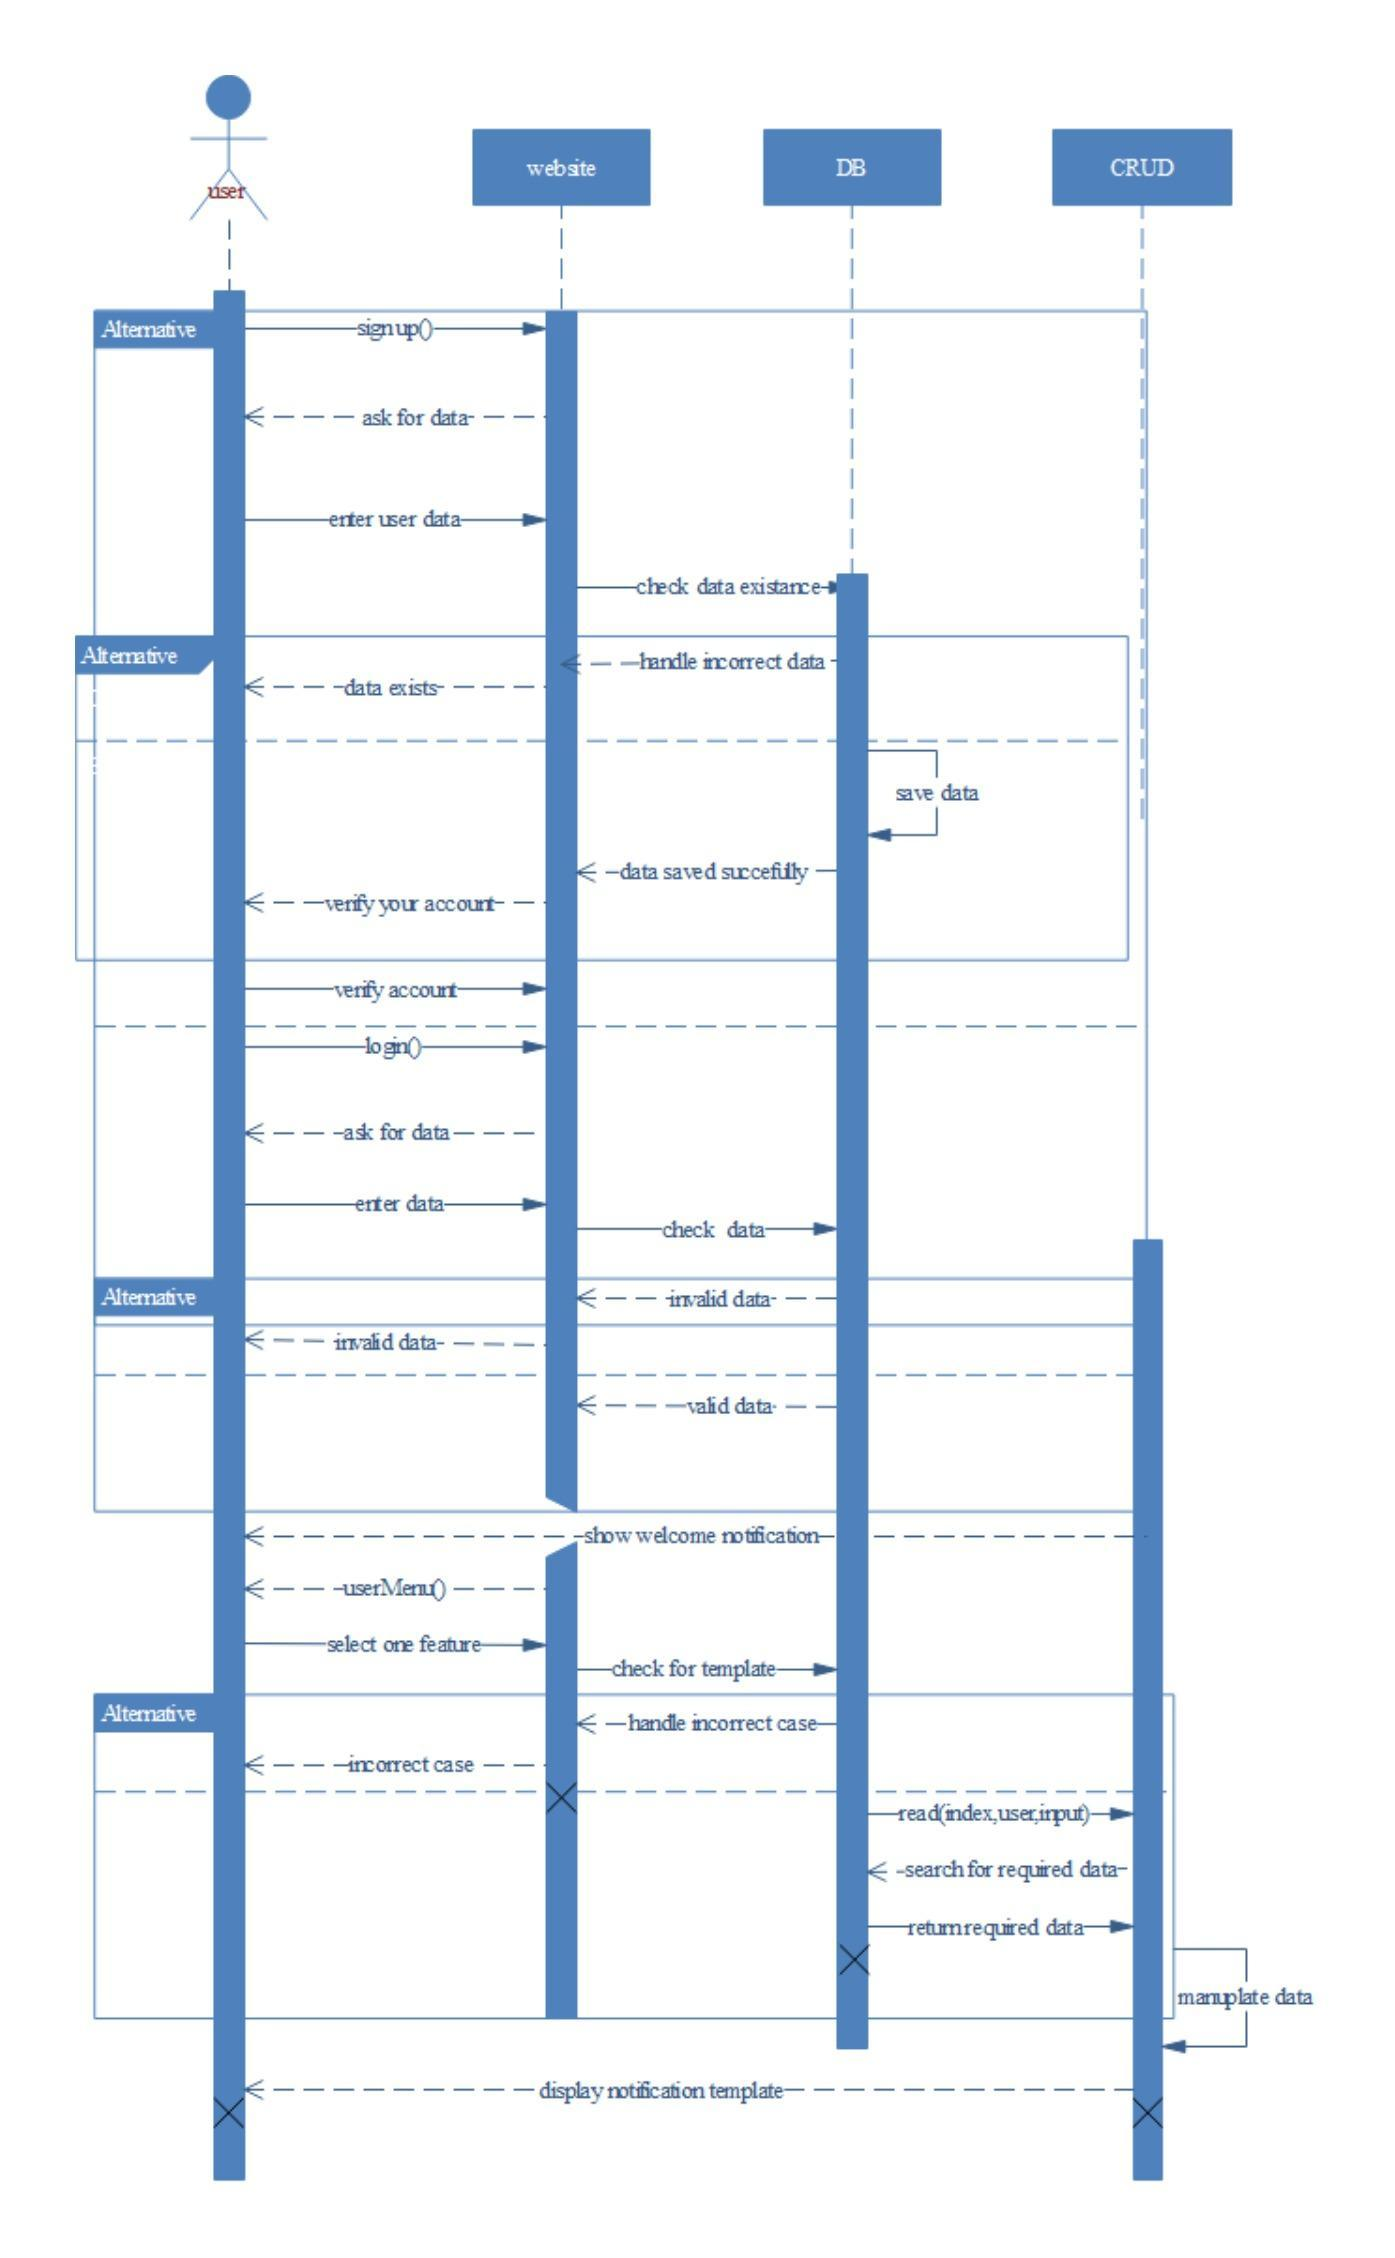 user
website
DB
CRUD
Alternative
signup()
ask for data
enter user data
check data existance
Alternative
handle incorrect data
data exists
save data
data saved succefully
verify your account
verify account
login()
ask for data
enter data
check data
Alternative
invalid data
invalid data
valid data
show welcome notification
userMenu()
select one feature
check for template
Alternative
handle incorrect case
incorrect case
read(index,user,input)
search for required data
return required data
manuplate data
display notification template